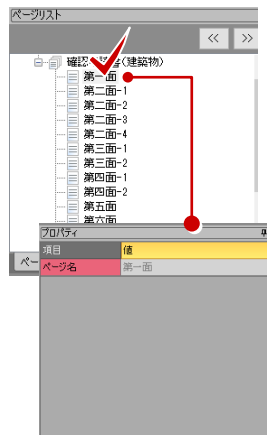 ページリスト
<< >>
確認 書(建築物)
第一面
第二面-1
第二面-2
第二面-3
第二面-4
第三面-1
第三面-2
第四面-1
第四面-2
第五面
第六面
プロパティ
項目 値
ペー
ページ名 第一面